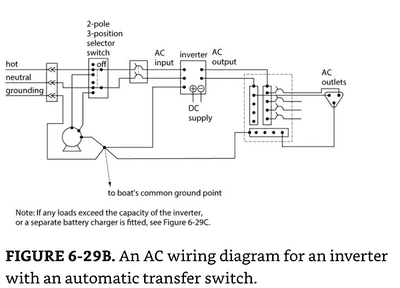 2-pole
3-position
selector
switch
AC
input
inverter
AC
output
hot
off
neutral
grounding
AC
outlets
DC
supply
to boat's common ground point
Note: If any loads exceed the capacity of the inverter,
or a separate battery charger is fitted, see Figure 6-29C.
FIGURE 6-29B. An AC wiring diagram for an inverter
with an automatic transfer switch.